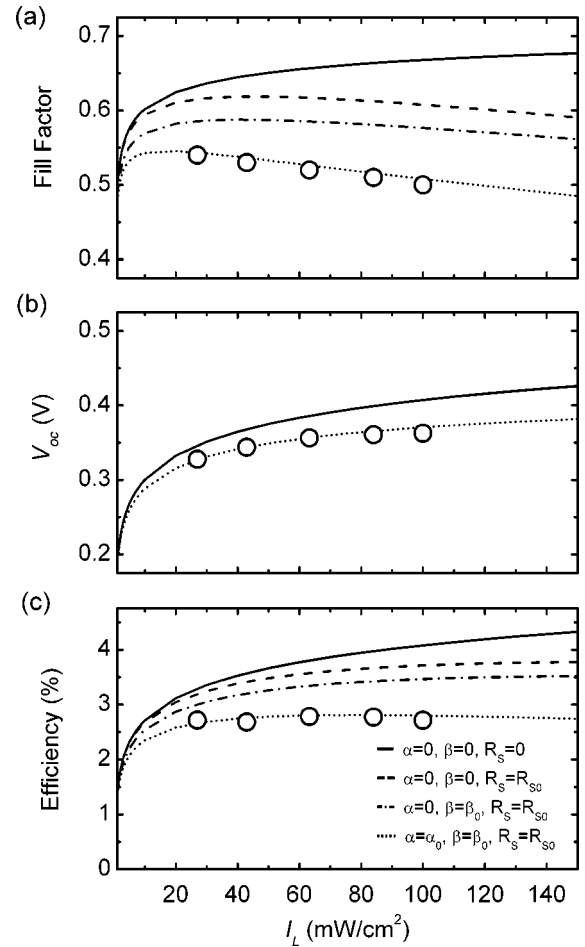 (a)
0.7
0.6
0.5
0.4
Fill Factor
(b)
0.5
0.4
0.3
0.2
V_oc (V)
(c)
4
3
2
1
0
Efficiency (%)
α=0, β=0, R_S=0
α=0, β=0, R_S=R_S0
α=0, β=β_0, R_S=R_S0
α=α_0, β=β_0, R_S=R_S0
20 40 60 80 100 120 140
I_L (mW/cm²)